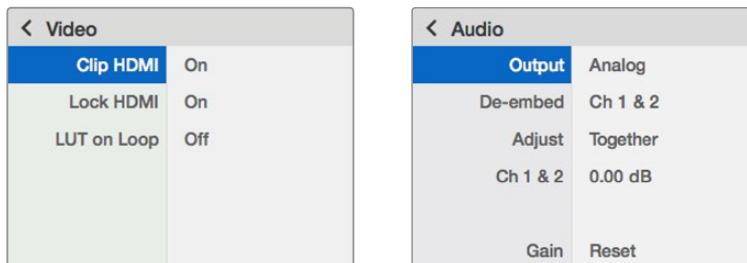 Video
Clip HDMI On
Lock HDMI On
LUT on Loop Off
Audio
Output Analog
De-embed Ch 1 & 2
Adjust Together
Ch 1 & 2 0.00 dB
Gain Reset